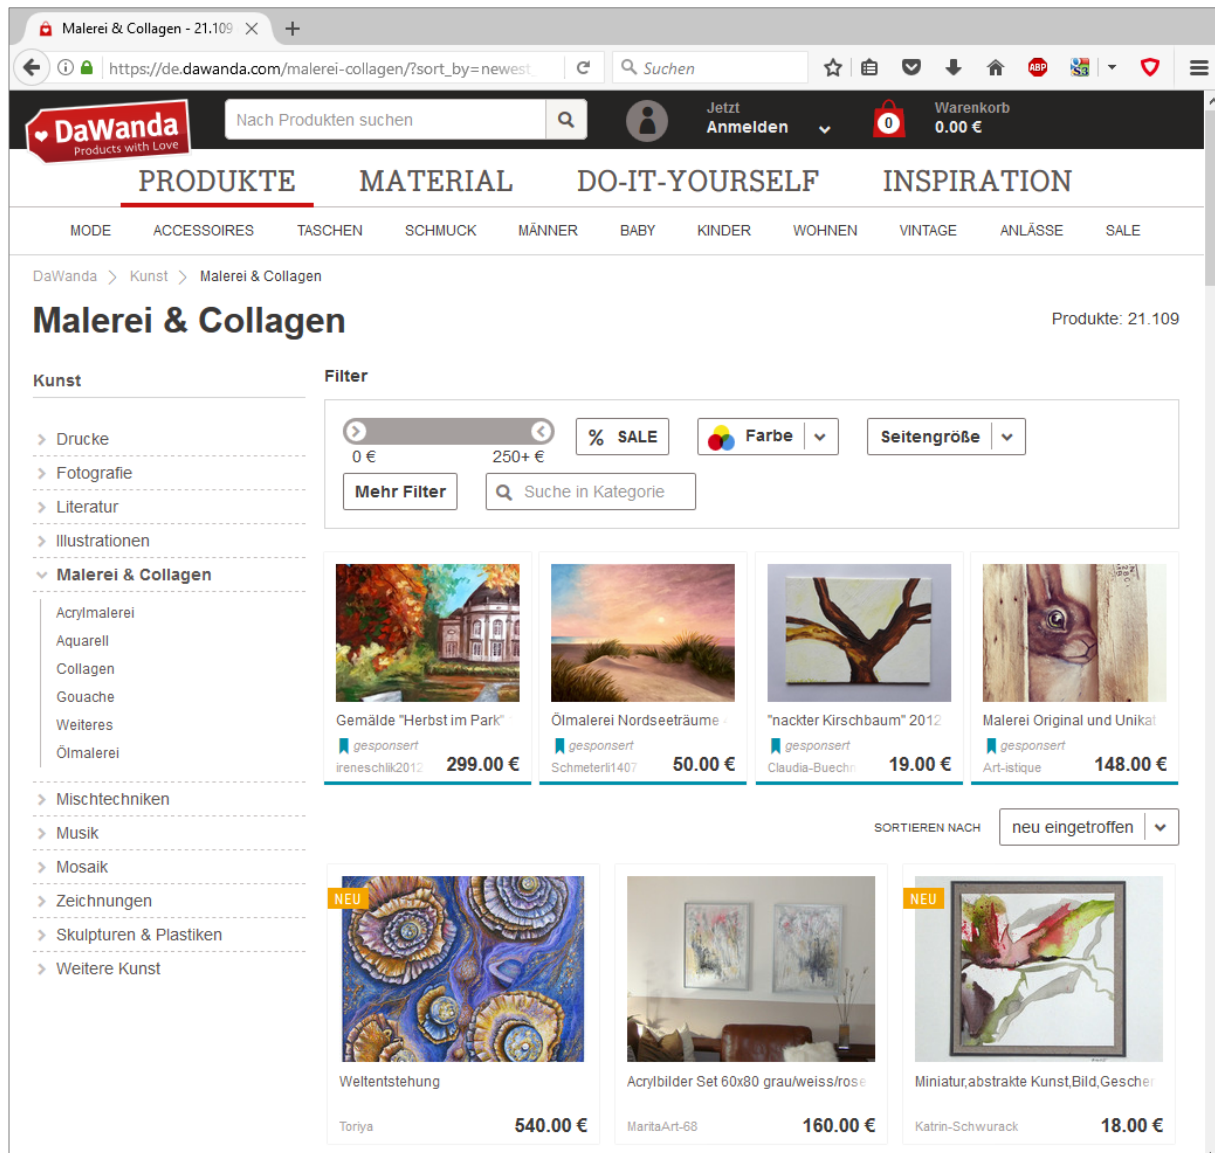 Malerei & Collagen - 21.109
https://de.dawanda.com/malerei-collagen/?sort_by=newest
Suchen
ABP
S3
DaWanda
Products with Love
Nach Produkten suchen
Jetzt
Anmelden
0
Warenkorb
0.00 €
PRODUKTE MATERIAL DO-IT-YOURSELF INSPIRATION
MODE ACCESSOIRES TASCHEN SCHMUCK MÄNNER BABY KINDER WOHNEN VINTAGE ANLÄSSE SALE
DaWanda > Kunst > Malerei & Collagen
Malerei & Collagen
Produkte: 21.109
Kunst
Drucke
Fotografie
Literatur
Illustrationen
Malerei & Collagen
Acrylmalerei
Aquarell
Collagen
Gouache
Weiteres
Ölmalerei
Mischtechniken
Musik
Mosaik
Zeichnungen
Skulpturen & Plastiken
Weitere Kunst
Filter
0 € 250+ €
% SALE
Farbe
Seitengröße
Mehr Filter
Suche in Kategorie
Gemälde "Herbst im Park"
gesponsert
ireneschlik2012 299.00 €
Ölmalerei Nordseeträume
gesponsert
Schmeterli1407 50.00 €
"nackter Kirschbaum" 2012
gesponsert
Claudia-Buechn 19.00 €
Malerei Original und Unikat
gesponsert
Art-istique 148.00 €
SORTIEREN NACH neu eingetroffen
NEU
Weltentstehung
Toriya 540.00 €
Acrylbilder Set 60x80 grau/weiss/rose
MaritaArt-68 160.00 €
NEU
Miniatur,abstrakte Kunst,Bild,Geschen
Katrin-Schwurack 18.00 €